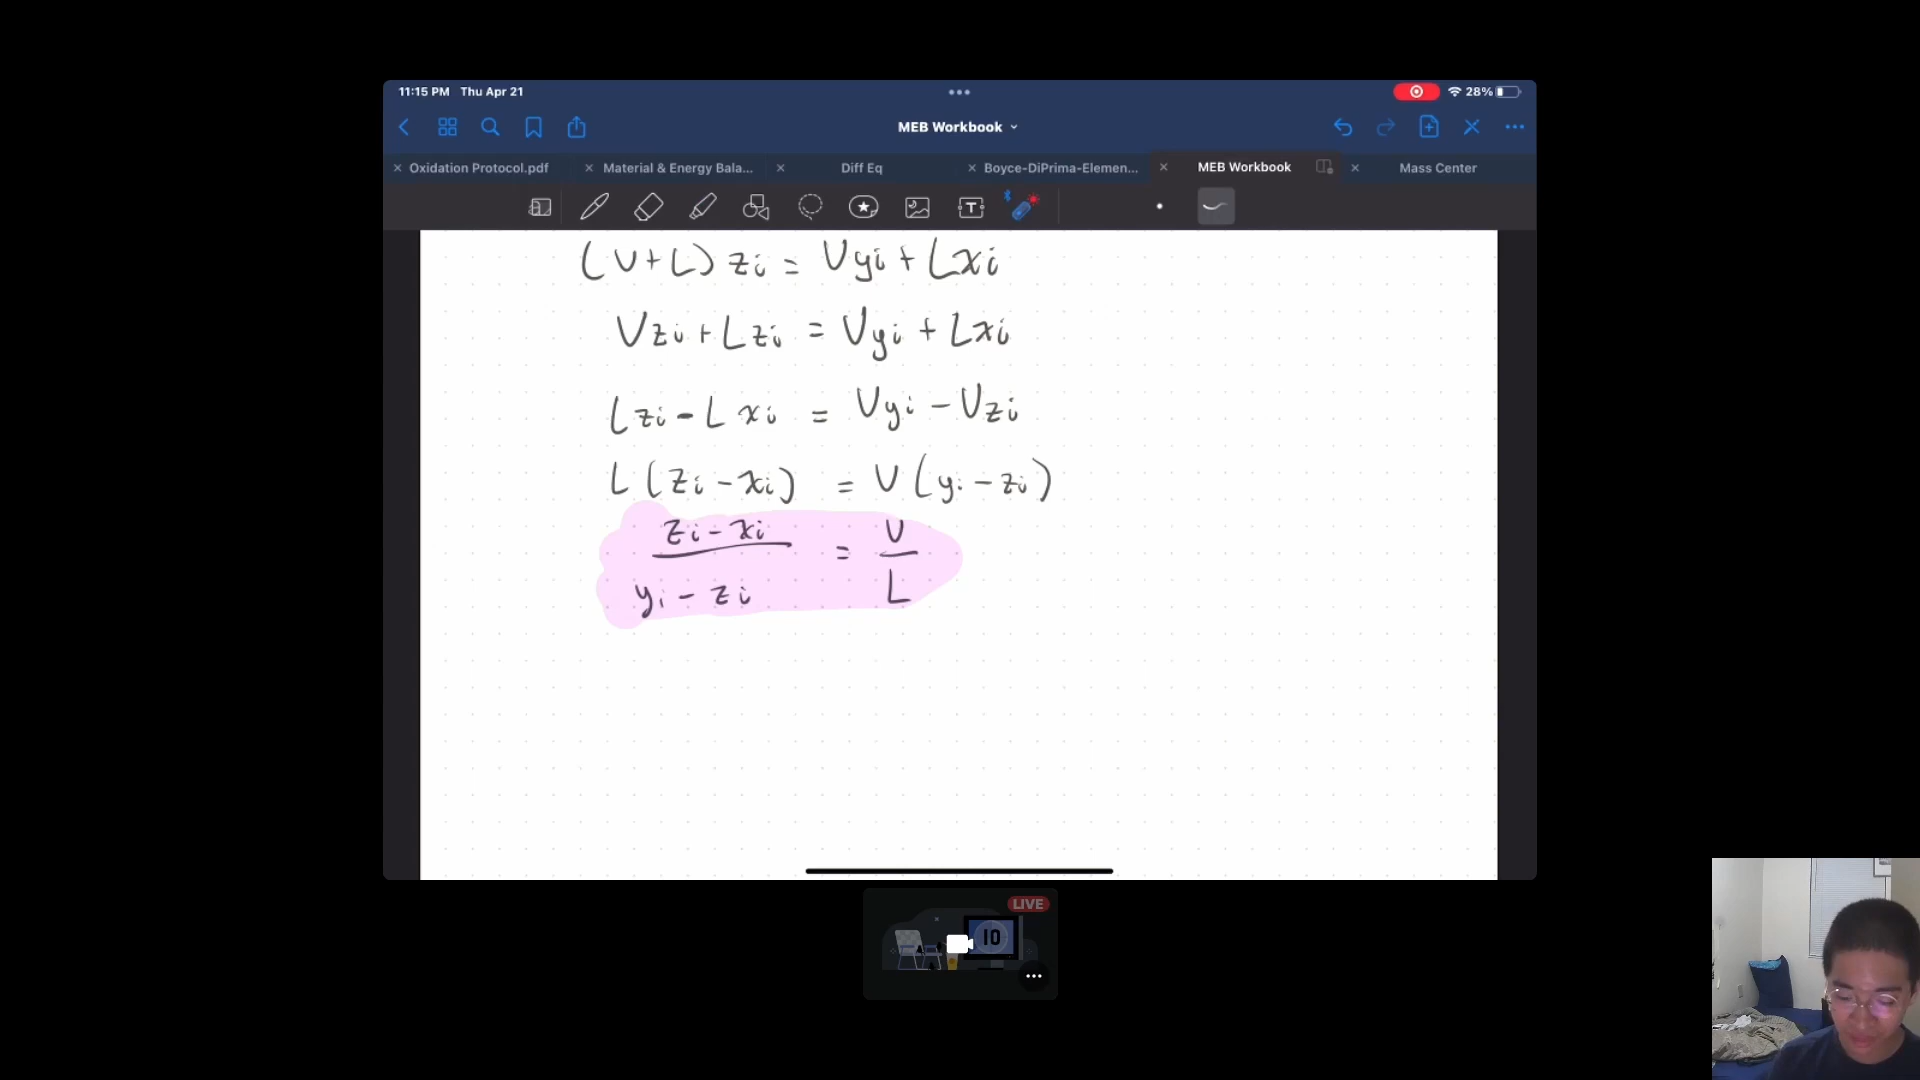 11:15 PM Thu Apr 21
28%
MEB Workbook
Oxidation Protocol.pdf
Material & Energy Bala...
Diff Eq
Boyce-DiPrima-Elemen...
MEB Workbook
Mass Center
T
(V+L) zi = Vyi + Lxi
Vzi + Lzi = Vyi + Lxi
Lzi - Lxi = Vyi - Vzi
L (zi - xi) = V (yi - zi)
zi - xi / yi - zi = V / L
LIVE
10